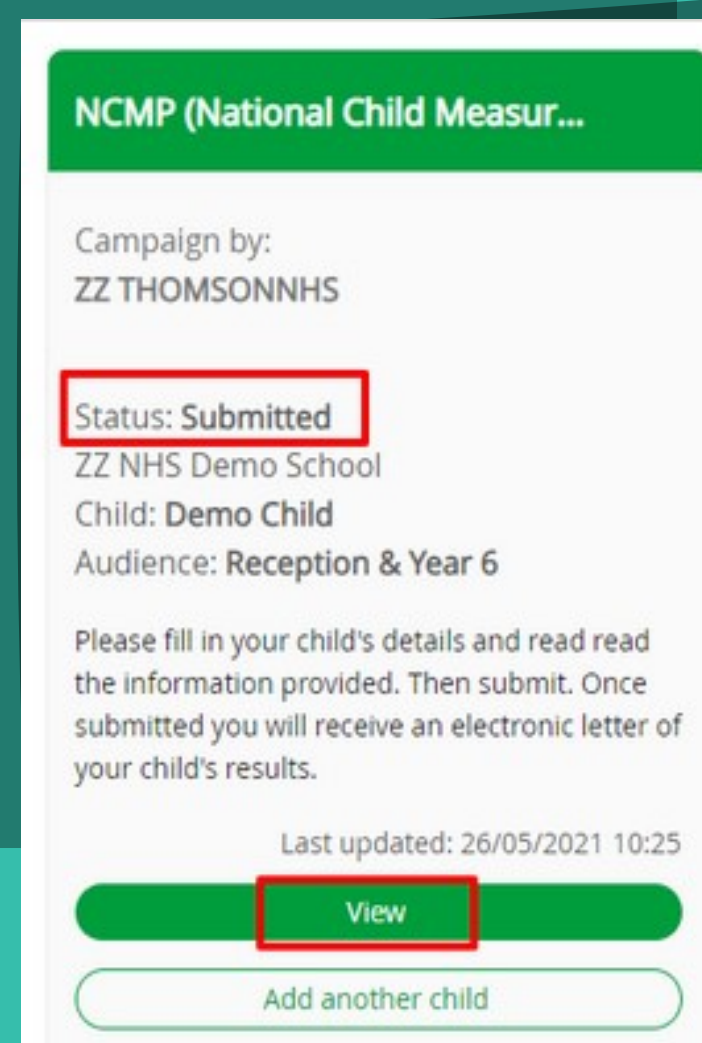 NCMP (National Child Measur...
Campaign by:
ZZ THOMSONNHS
Status: Submitted
ZZ NHS Demo School
Child: Demo Child
Audience: Reception & Year 6
Please fill in your child's details and read read
the information provided. Then submit. Once
submitted you will receive an electronic letter of
your child's results.
Last updated: 26/05/2021 10:25
View
Add another child